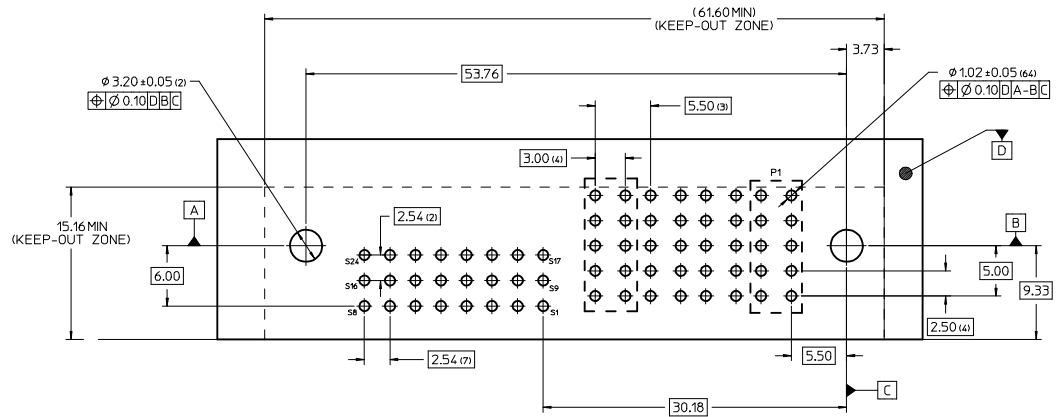 (61.60 MIN)
(KEEP-OUT ZONE)
3.73
53.76
⌀3.20 ±0.05 (2)
⌖ ⌀ 0.10 D B C
⌀1.02 ±0.05 (64)
⌖ ⌀ 0.10 D A-B C
5.50 (3)
3.00 (4)
P1
D
15.16 MIN
(KEEP-OUT ZONE)
A
2.54 (2)
B
6.00
S24
S17
S16
S9
S8
S1
5.00
9.33
2.50 (4)
2.54 (7)
5.50
C
30.18